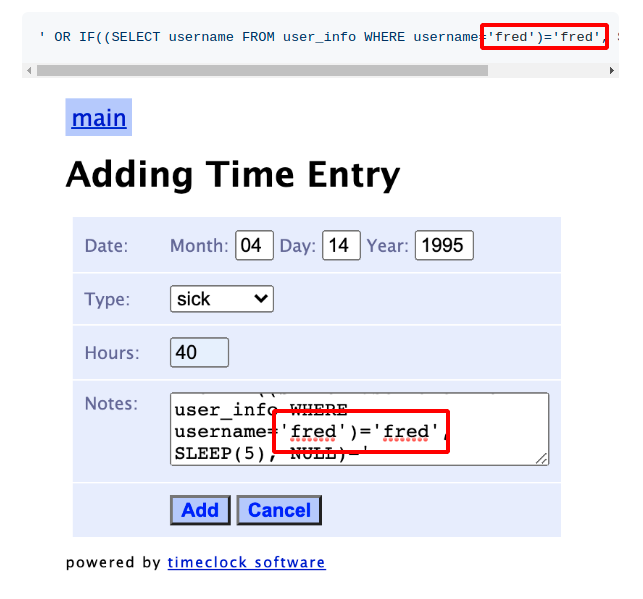 ' OR IF((SELECT username FROM user_info WHERE username='fred')='fred',
main
Adding Time Entry
Date: Month: 04 Day: 14 Year: 1995
Type: sick
Hours: 40
Notes:
user_info WHERE
username='fred')='fred',
SLEEP(5), NULL)='
Add Cancel
powered by timeclock software